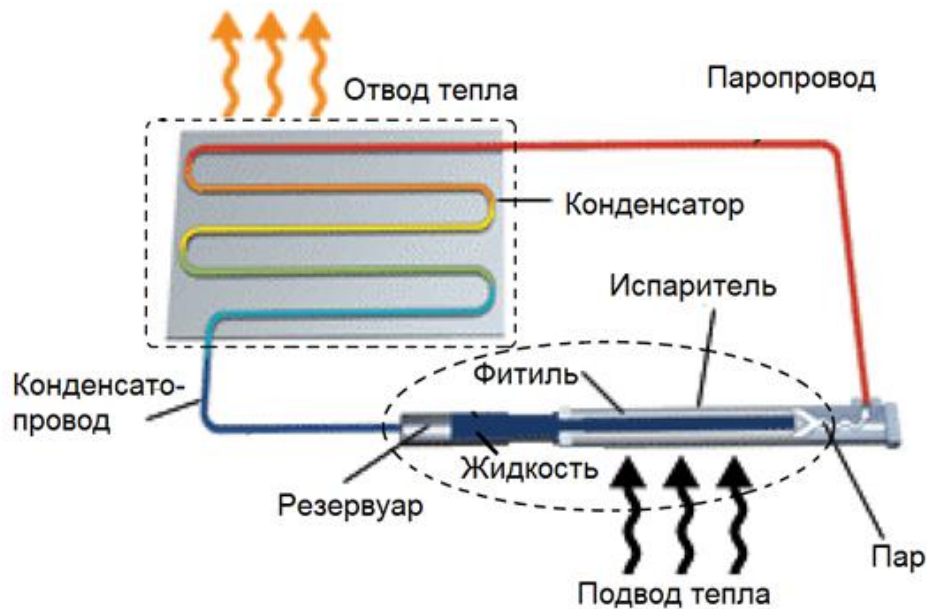 Отвод тепла
Паропровод
Конденсатор
Испаритель
Фитиль
Конденсато-
провод
Жидкость
Резервуар
Пар
Подвод тепла